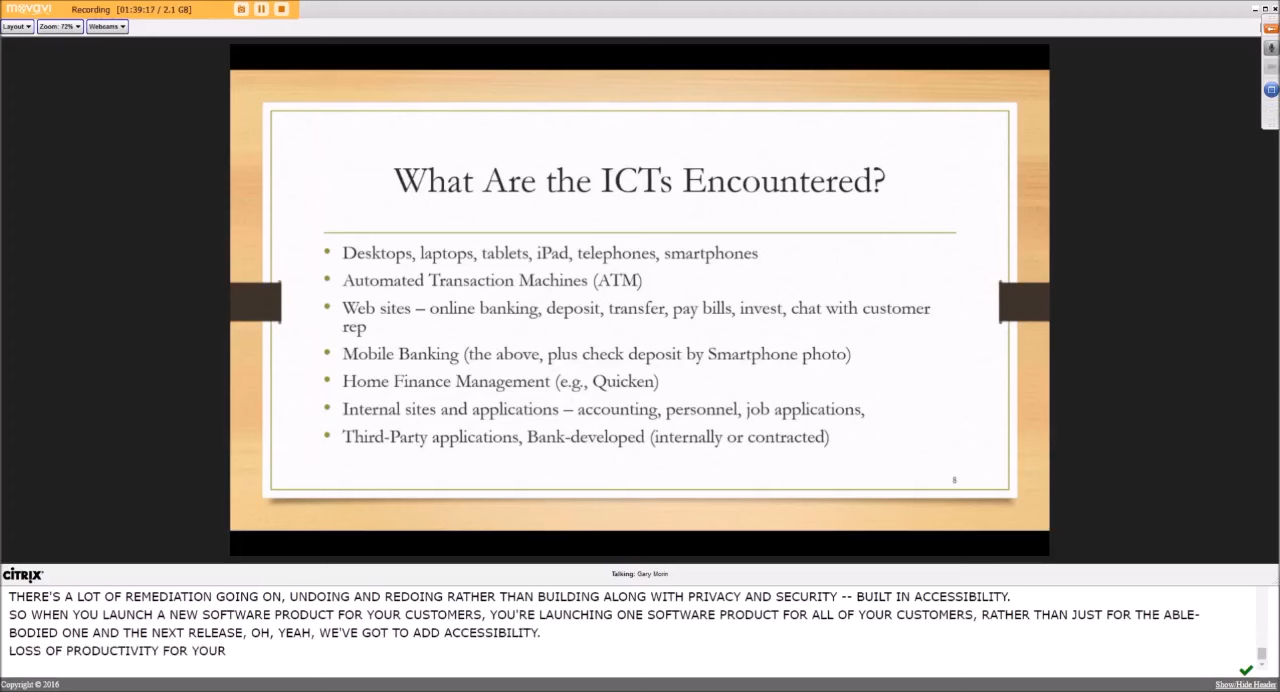 movavi Recording [01:39:17 / 2.1 GB]
Layout Zoom: 72% Webcams
What Are the ICTs Encountered?
• Desktops, laptops, tablets, iPad, telephones, smartphones
• Automated Transaction Machines (ATM)
• Web sites – online banking, deposit, transfer, pay bills, invest, chat with customer
rep
• Mobile Banking (the above, plus check deposit by Smartphone photo)
• Home Finance Management (e.g., Quicken)
• Internal sites and applications – accounting, personnel, job applications,
• Third-Party applications, Bank-developed (internally or contracted)
8
CİTRIX Talking: Gary Morin
THERE'S A LOT OF REMEDIATION GOING ON, UNDOING AND REDOING RATHER THAN BUILDING ALONG WITH PRIVACY AND SECURITY -- BUILT IN ACCESSIBILITY.
SO WHEN YOU LAUNCH A NEW SOFTWARE PRODUCT FOR YOUR CUSTOMERS, YOU'RE LAUNCHING ONE SOFTWARE PRODUCT FOR ALL OF YOUR CUSTOMERS, RATHER THAN JUST FOR THE ABLE-
BODIED ONE AND THE NEXT RELEASE, OH, YEAH, WE'VE GOT TO ADD ACCESSIBILITY.
LOSS OF PRODUCTIVITY FOR YOUR
Copyright © 2016 Show/Hide Header